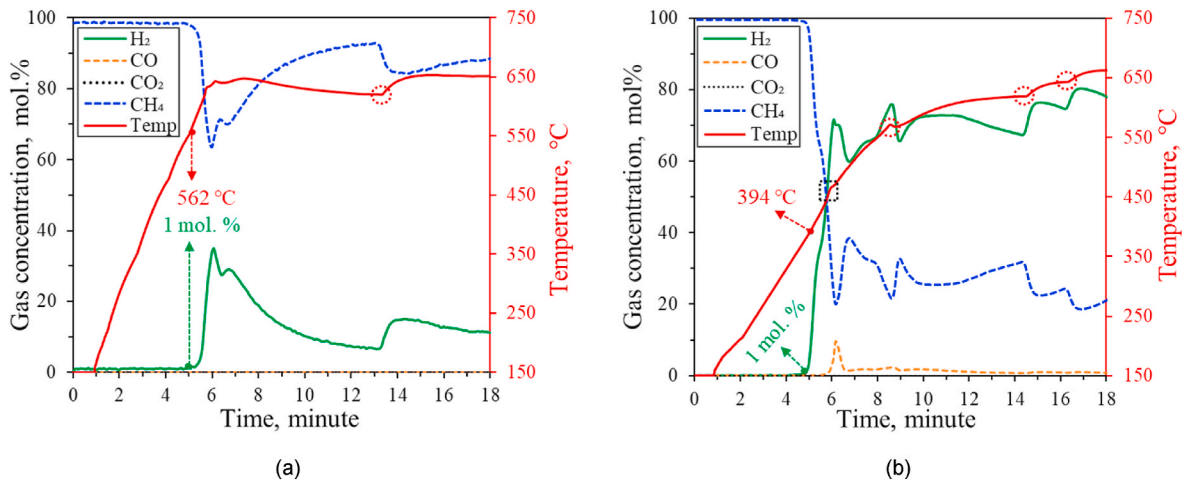 100
80
60
40
20
0
Gas concentration, mol.%
H₂
CO
CO₂
CH₄
Temp
562 °C
1 mol. %
750
650
550
450
350
250
150
Temperature, °C
0 2 4 6 8 10 12 14 16 18
Time, minute
(a)
100
80
60
40
20
0
Gas concentration, mol%
H₂
CO
CO₂
CH₄
Temp
394 °C
1 mol. %
750
650
550
450
350
250
150
Temperature, °C
0 2 4 6 8 10 12 14 16 18
Time, minute
(b)